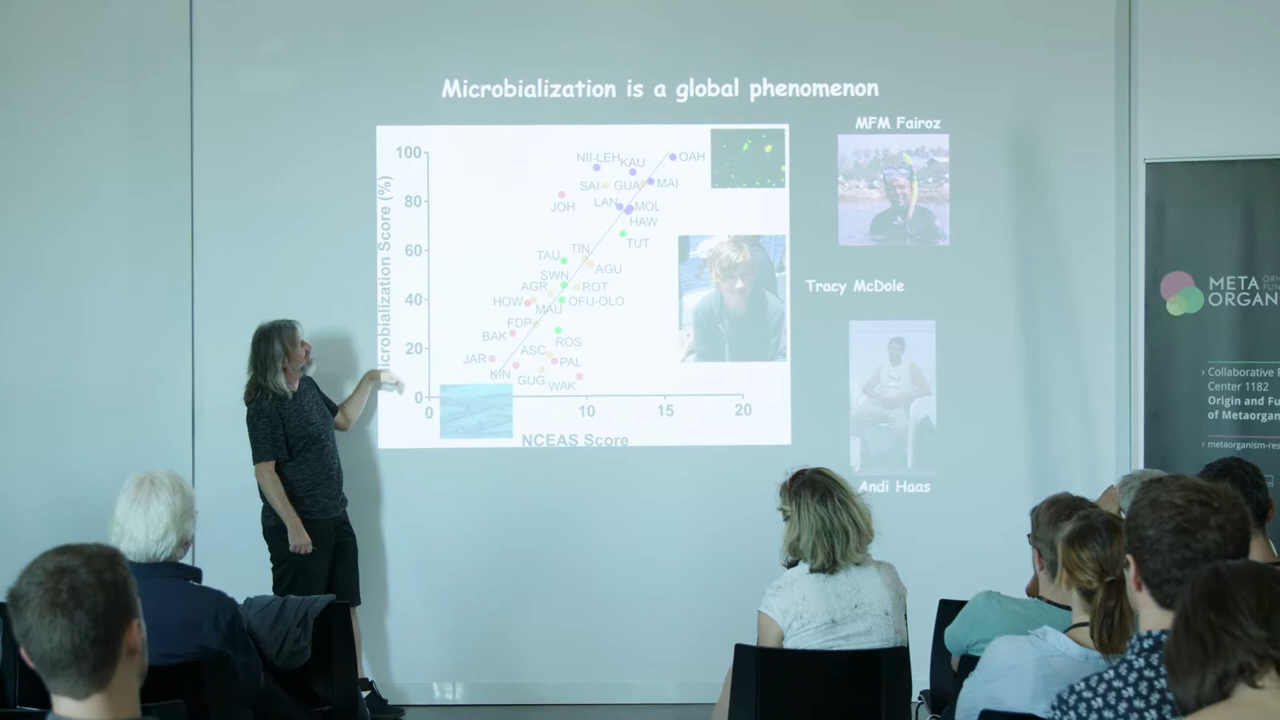 Microbialization is a global phenomenon
MFM Fairoz
100
80
60
40
20
0
Microbialization Score (%)
NII-LEH
KAU
OAH
SAI
GUA
MAI
JOH
LAN
MOL
HAW
TUT
TAU
TIN
AGU
SWN
AGR
ROT
HOW
MAU
OFU-OLO
FDP
BAK
ROS
JAR
ASC
PAL
KIN
GUG
WAK
0
10
15
20
NCEAS Score
Tracy McDole
Andi Haas
META
ORGAN
› Collaborative
Center 1182
Origin and Fu
of Metaorgan
metaorganism-res